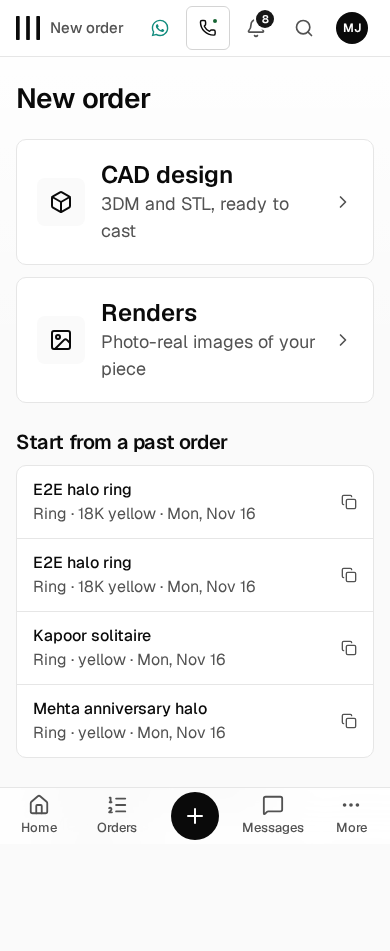 New order
8
MJ
New order
CAD design
3DM and STL, ready to
cast
Renders
Photo-real images of your
piece
Start from a past order
E2E halo ring
Ring · 18K yellow · Mon, Nov 16
E2E halo ring
Ring · 18K yellow · Mon, Nov 16
Kapoor solitaire
Ring · yellow · Mon, Nov 16
Mehta anniversary halo
Ring · yellow · Mon, Nov 16
Home
Orders
Messages
More